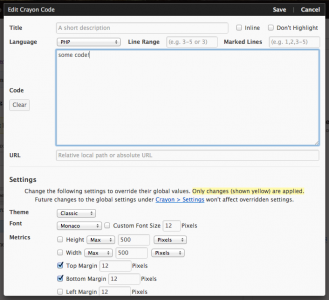 Edit Crayon Code Save Cancel
Title A short description Inline Don't Highlight
Language PHP Line Range (e.g. 3-5 or 3) Marked Lines (e.g. 1,2,3-5)
some code!
Code
Clear
URL Relative local path or absolute URL
Settings
Change the following settings to override their global values. Only changes (shown yellow) are applied.
Future changes to the global settings under Crayon > Settings won't affect overridden settings.
Theme Classic
Font Monaco Custom Font Size 12 Pixels
Metrics Height Max 500 Pixels
Width Max 500 Pixels
Top Margin 12 Pixels
Bottom Margin 12 Pixels
Left Margin 12 Pixels